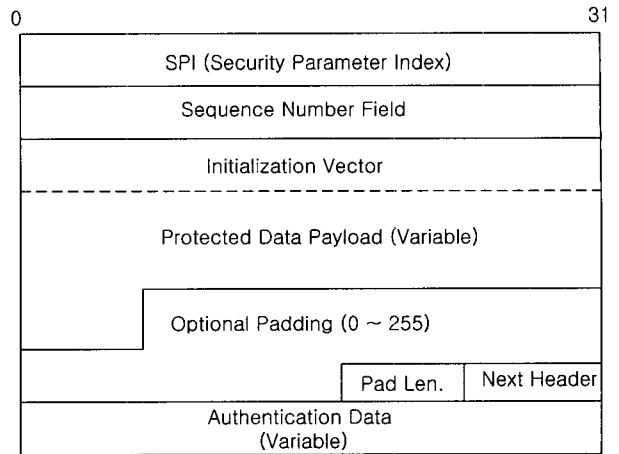 0 31
SPI (Security Parameter Index)
Sequence Number Field
Initialization Vector
Protected Data Payload (Variable)
Optional Padding (0 ~ 255)
Pad Len. Next Header
Authentication Data
(Variable)